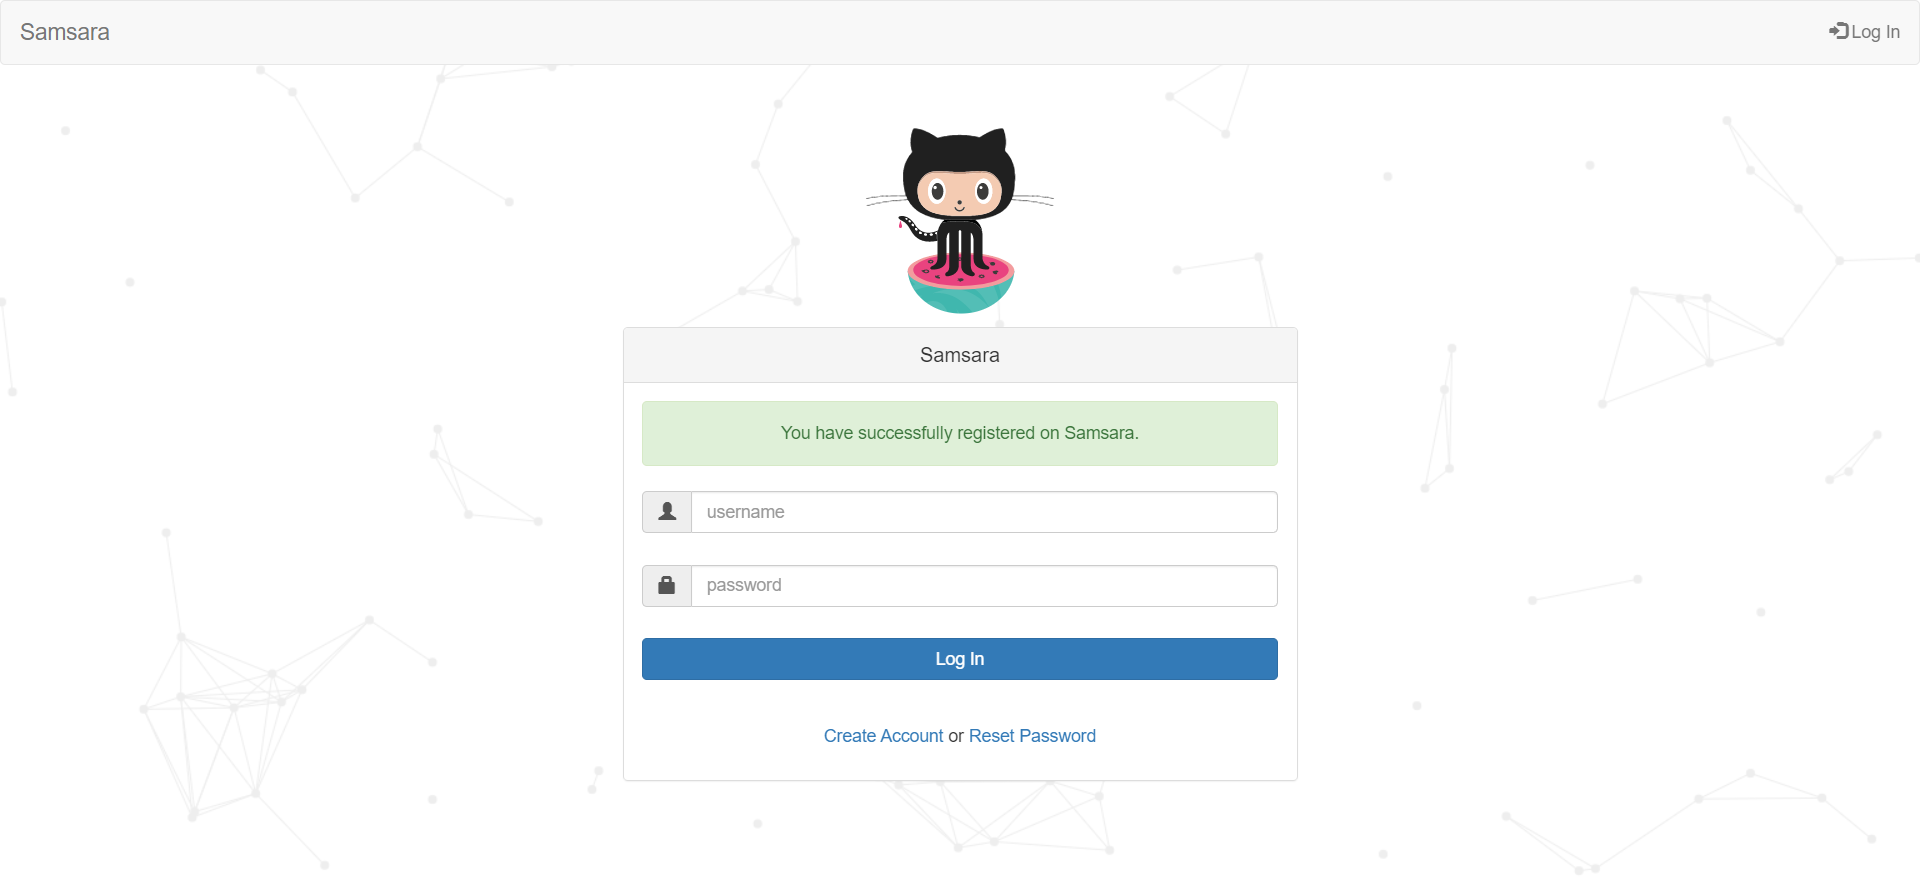 Samsara
Log In
Samsara
You have successfully registered on Samsara.
username
password
Log In
Create Account or Reset Password